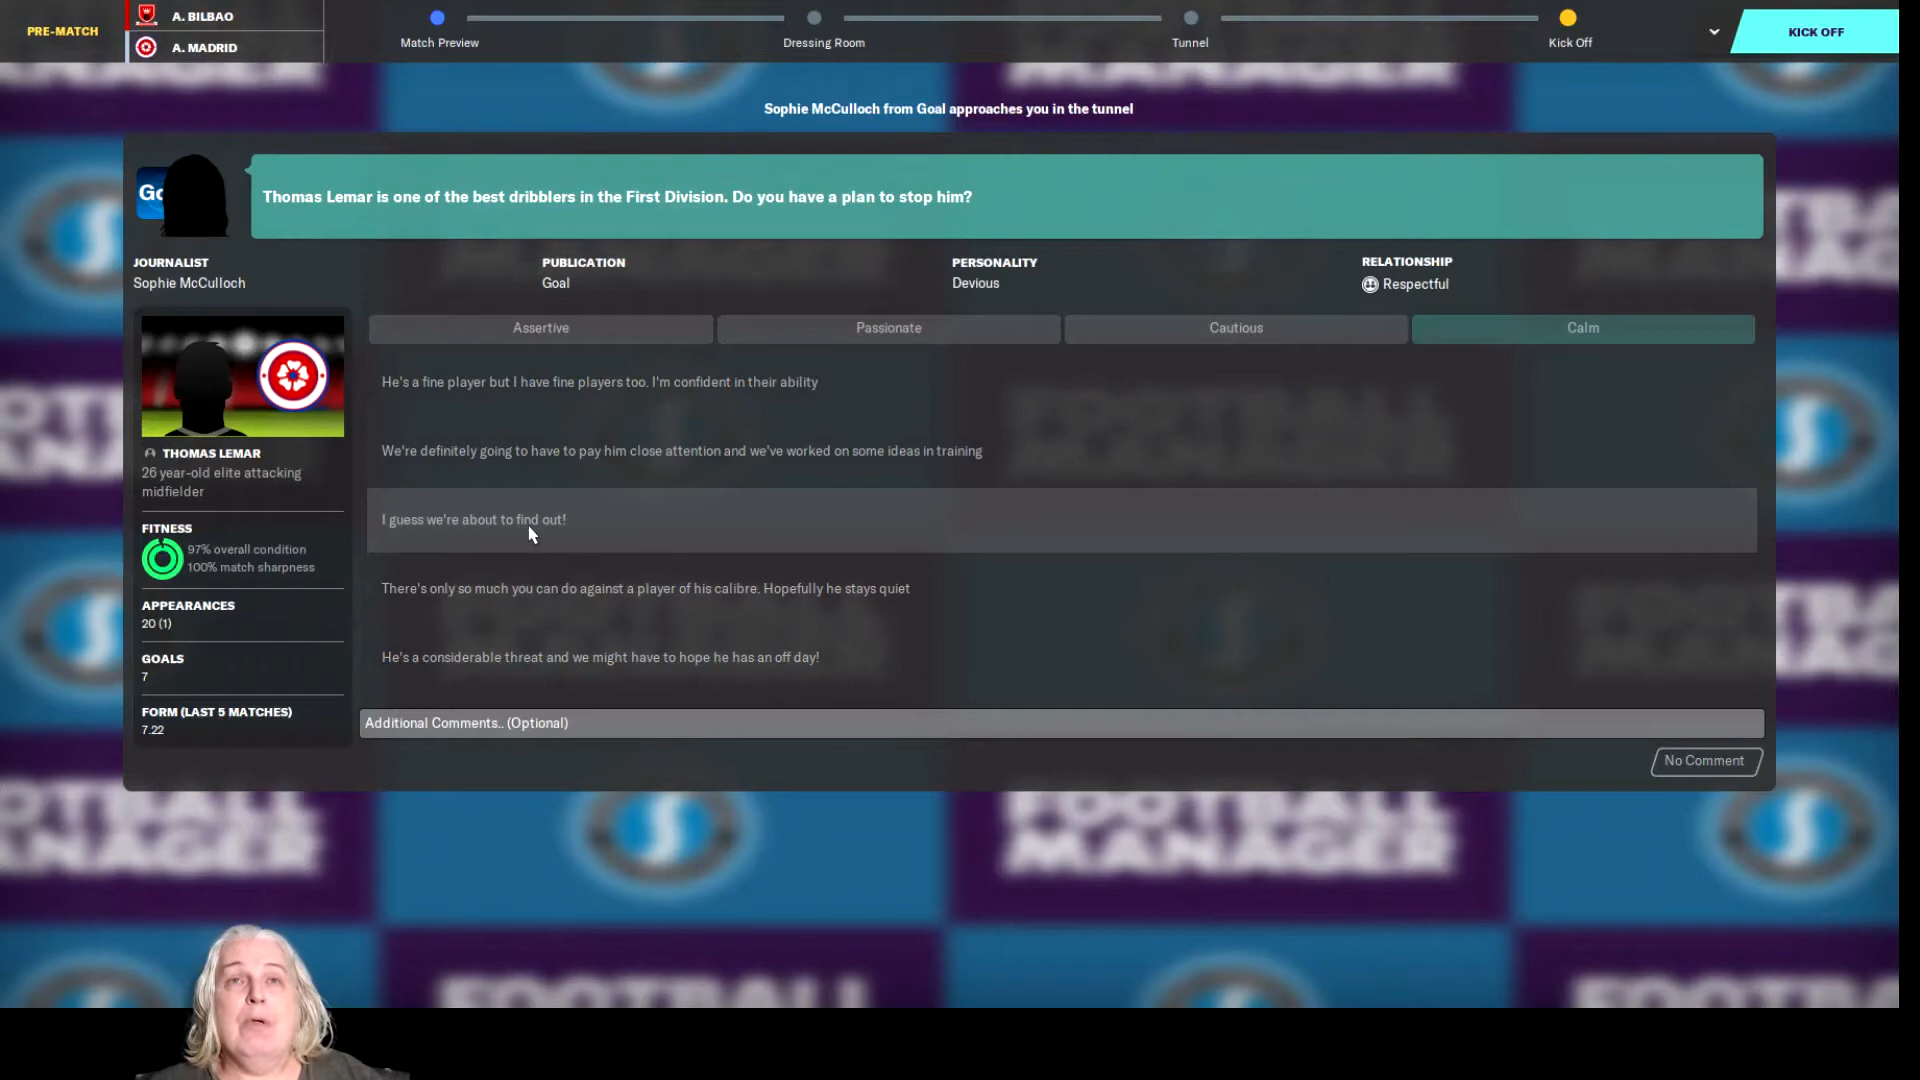 PRE-MATCH
A. BILBAO
A. MADRID
Match Preview
Dressing Room
Tunnel
Kick Off
KICK OFF
Sophie McCulloch from Goal approaches you in the tunnel
Thomas Lemar is one of the best dribblers in the First Division. Do you have a plan to stop him?
JOURNALIST
Sophie McCulloch
PUBLICATION
Goal
PERSONALITY
Devious
RELATIONSHIP
Respectful
Assertive
Passionate
Cautious
Calm
He's a fine player but I have fine players too. I'm confident in their ability
We're definitely going to have to pay him close attention and we've worked on some ideas in training
I guess we're about to find out!
There's only so much you can do against a player of his calibre. Hopefully he stays quiet
He's a considerable threat and we might have to hope he has an off day!
THOMAS LEMAR
26 year-old elite attacking
midfielder
FITNESS
97% overall condition
100% match sharpness
APPEARANCES
20 (1)
GOALS
7
FORM (LAST 5 MATCHES)
7.22
Additional Comments.. (Optional)
No Comment
FOOTBALL
MANAGER